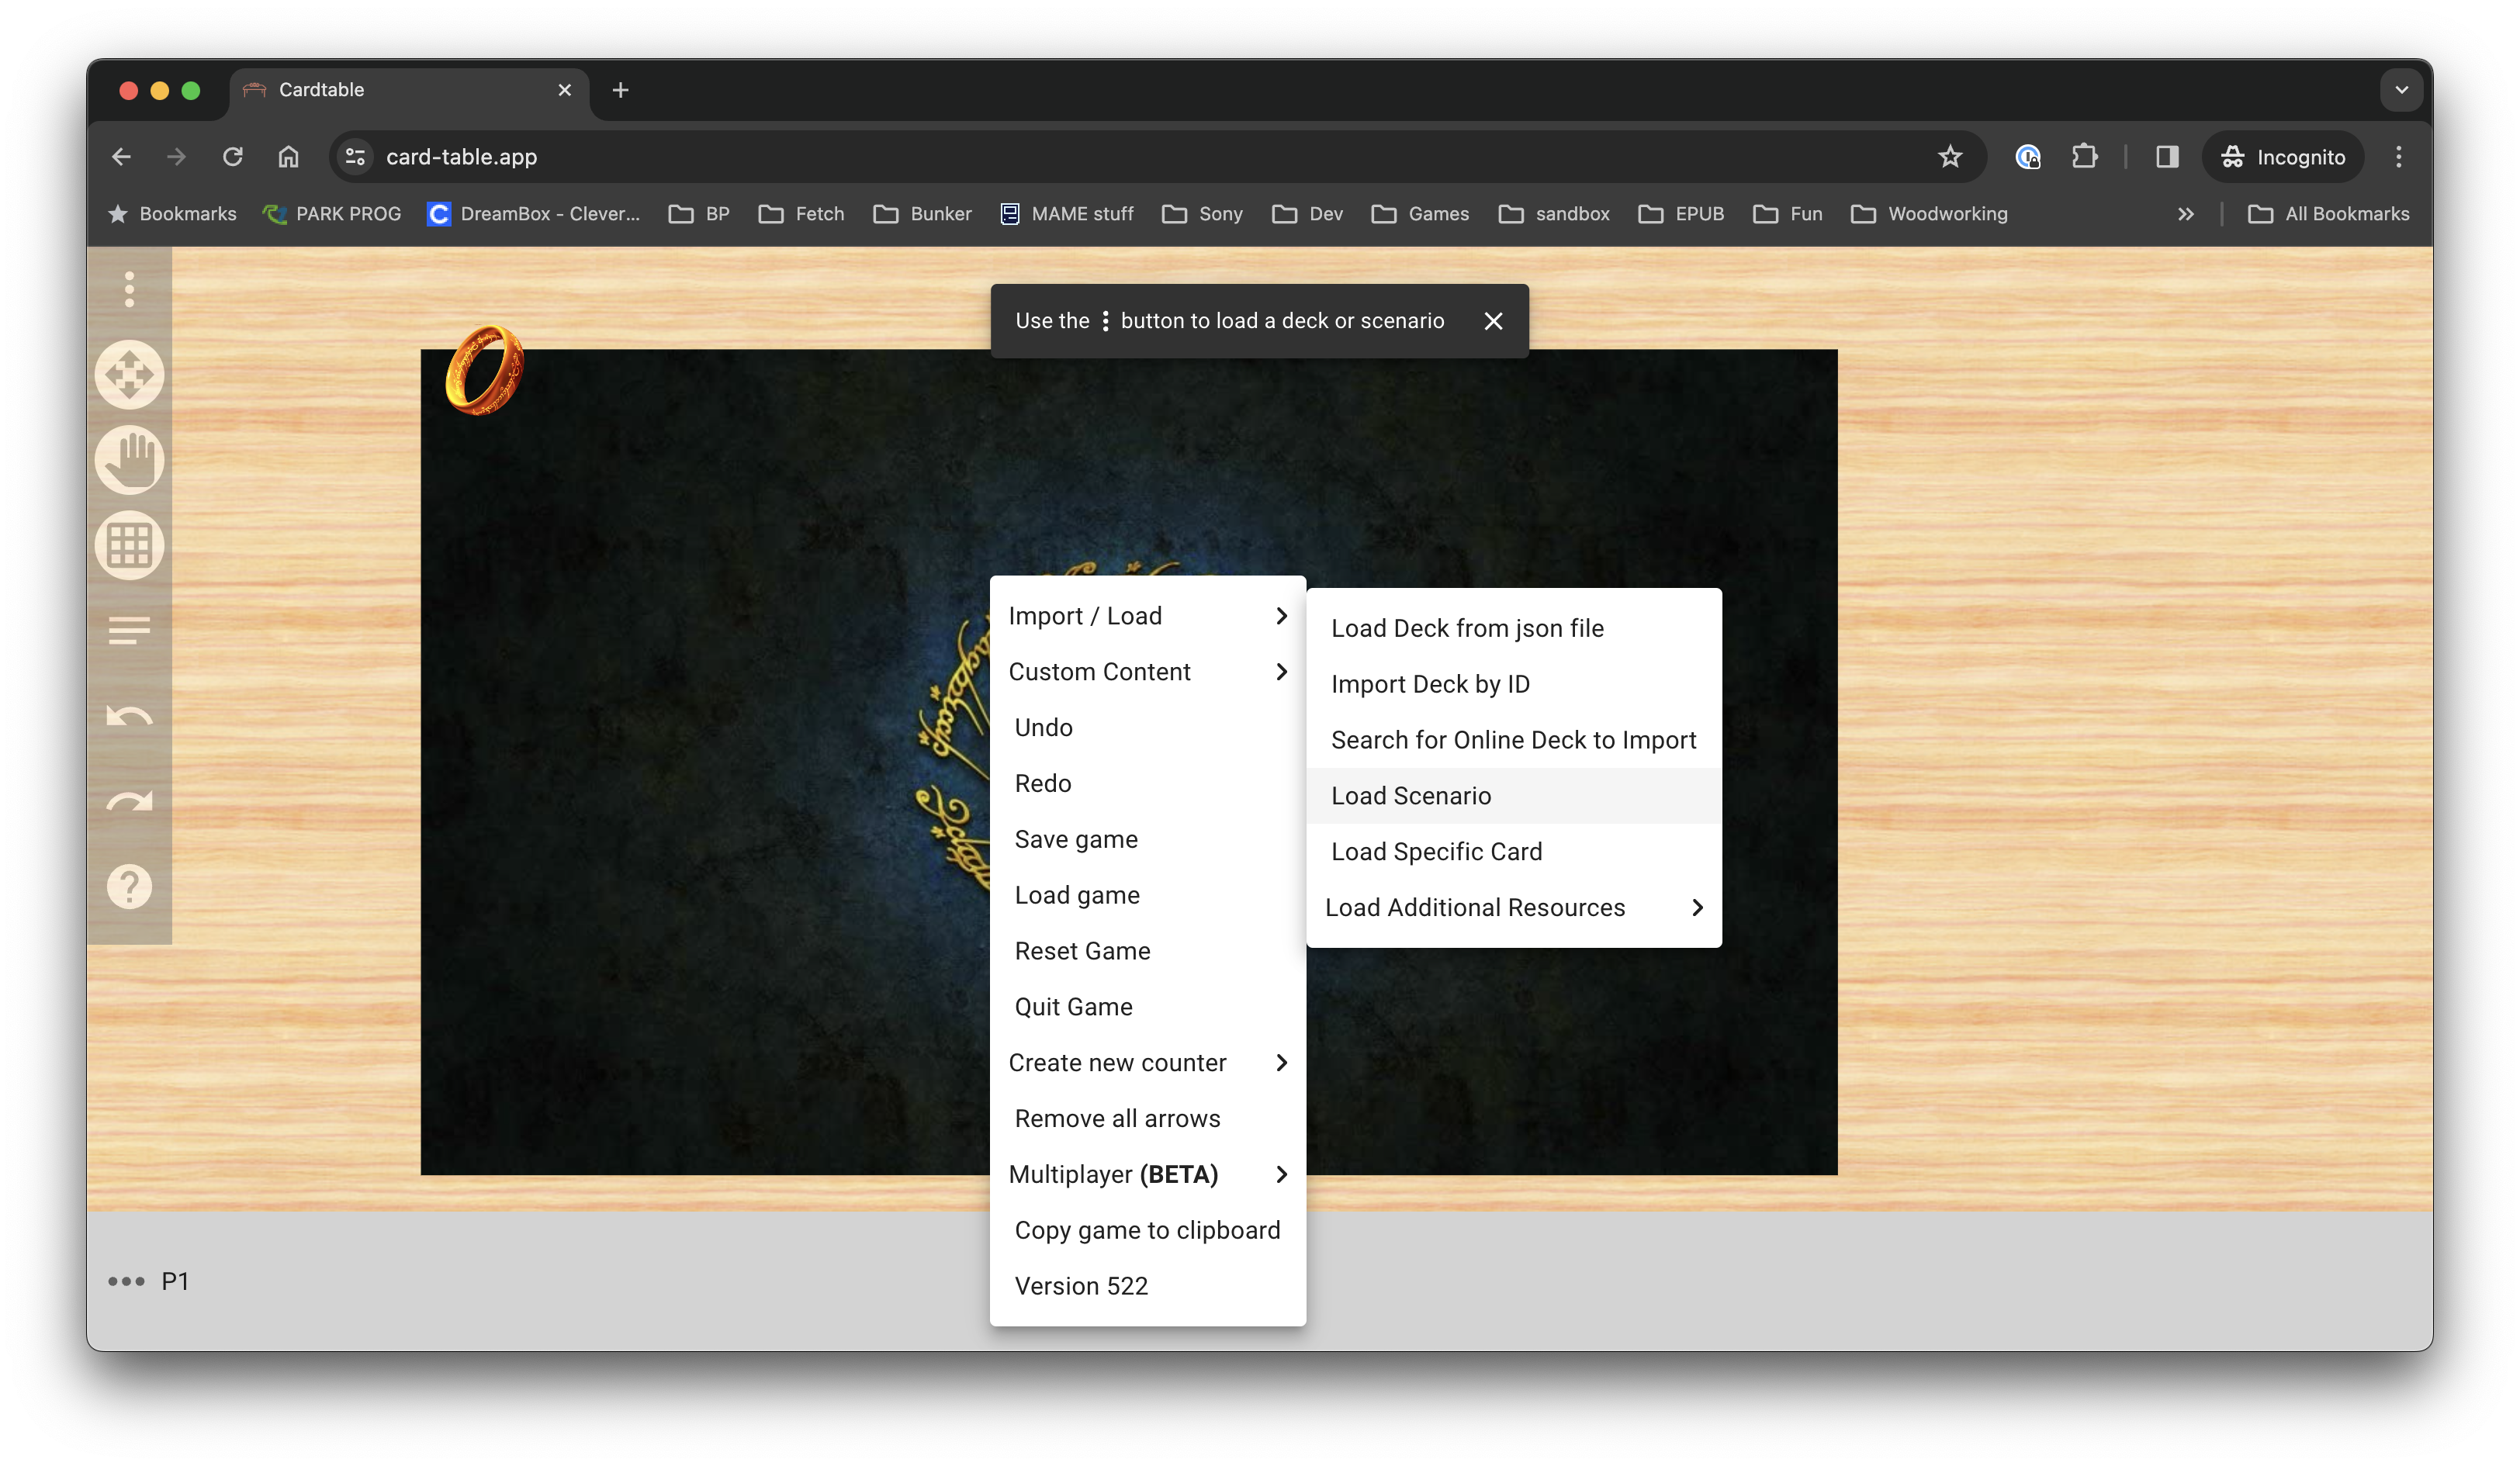 Cardtable
card-table.app
Incognito
Bookmarks PARK PROG DreamBox - Clever... BP Fetch Bunker MAME stuff Sony Dev Games sandbox EPUB Fun Woodworking All Bookmarks
Use the ⋮ button to load a deck or scenario
Import / Load
Custom Content
Undo
Redo
Save game
Load game
Reset Game
Quit Game
Create new counter
Remove all arrows
Multiplayer (BETA)
Copy game to clipboard
Version 522
Load Deck from json file
Import Deck by ID
Search for Online Deck to Import
Load Scenario
Load Specific Card
Load Additional Resources
P1